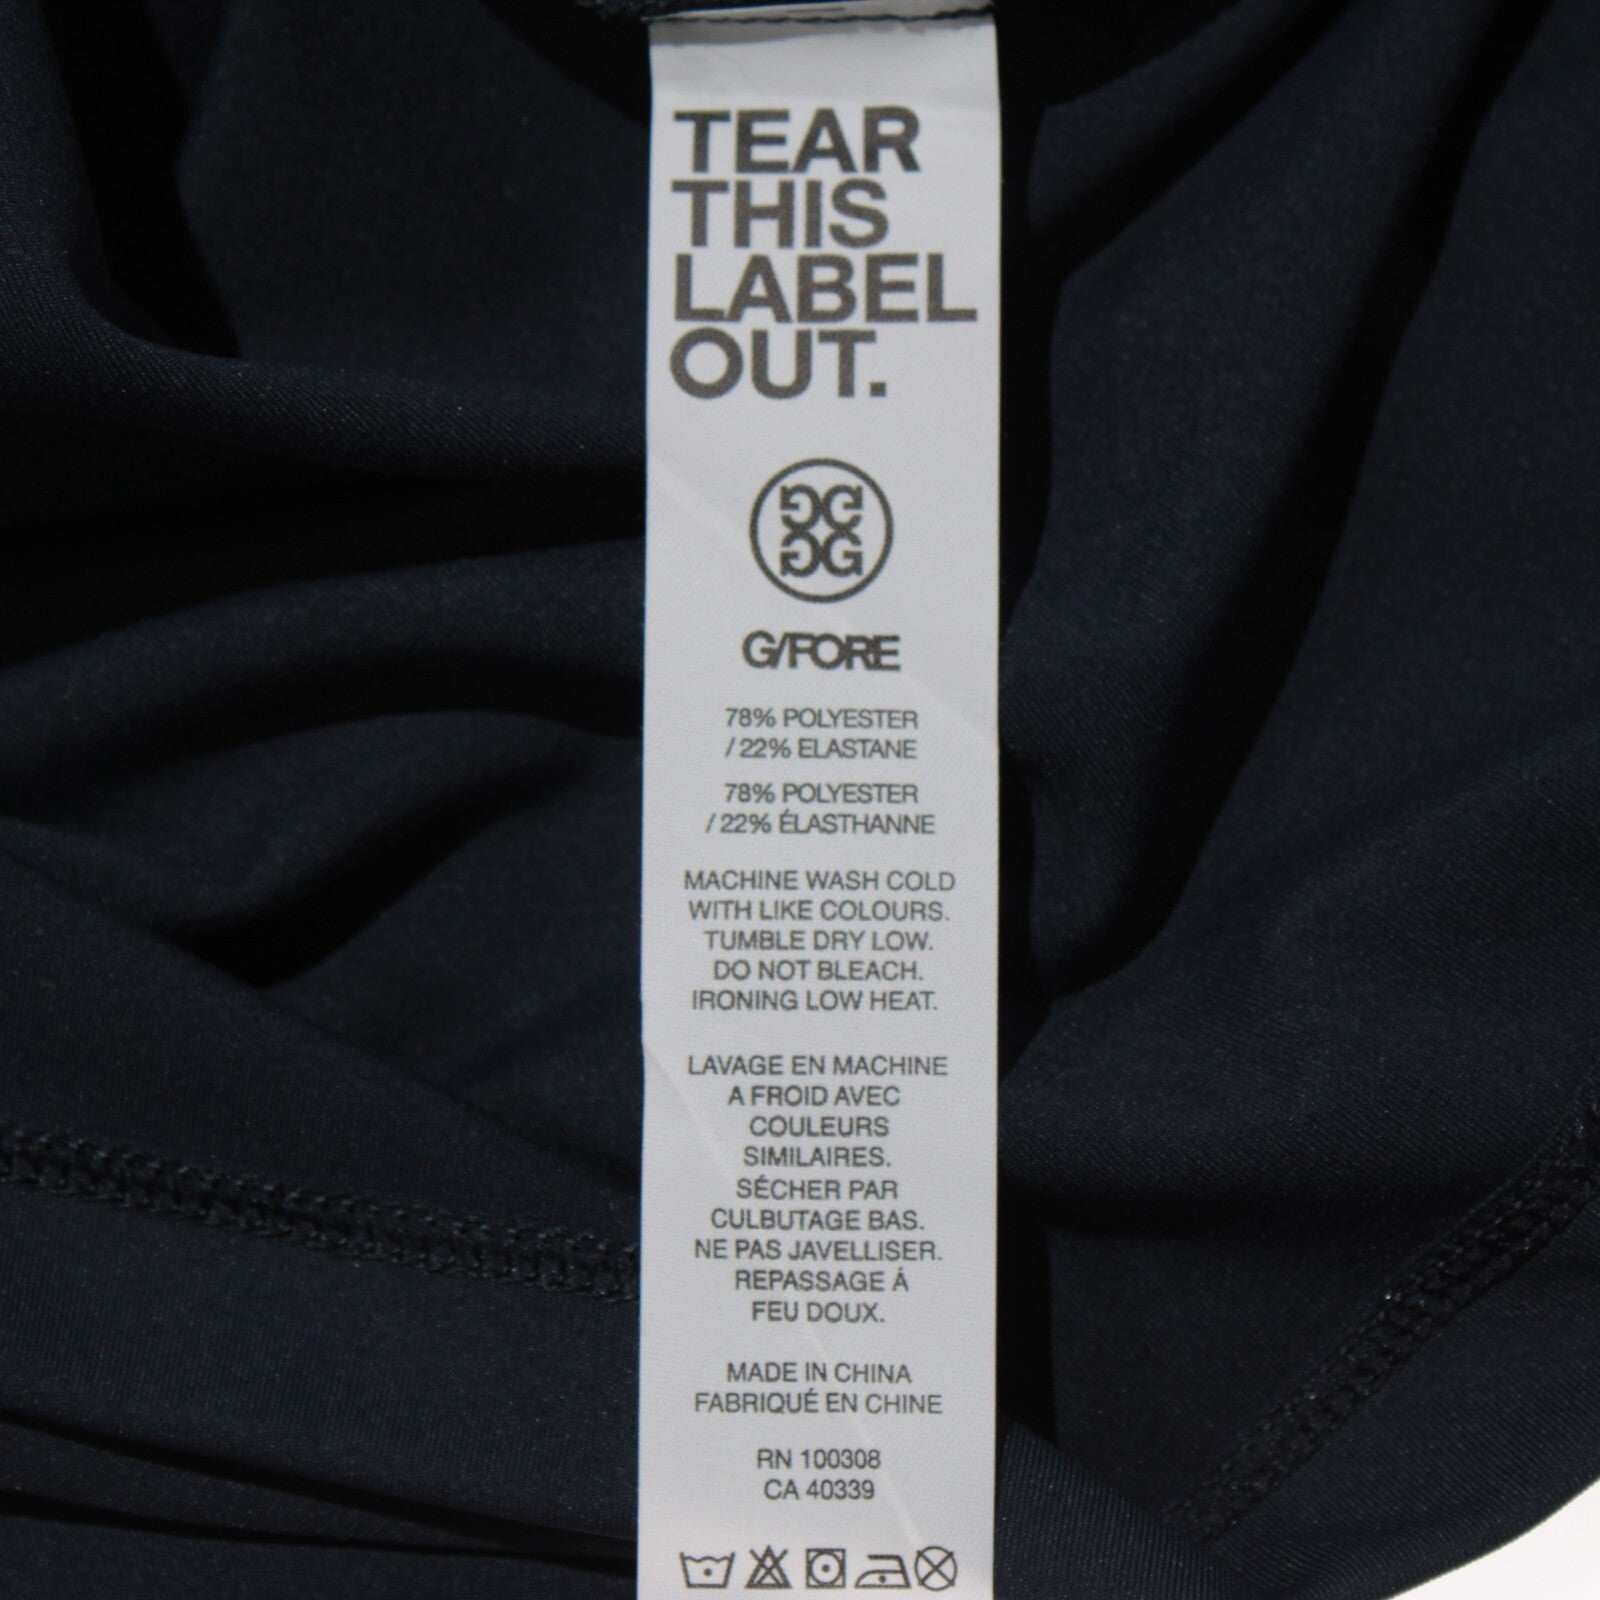 TEAR
THIS
LABEL
OUT.
G/FORE
78% POLYESTER
/ 22% ELASTANE
78% POLYESTER
/ 22% ÉLASTHANNE
MACHINE WASH COLD
WITH LIKE COLOURS.
TUMBLE DRY LOW.
DO NOT BLEACH.
IRONING LOW HEAT.
LAVAGE EN MACHINE
A FROID AVEC
COULEURS
SIMILAIRES.
SÉCHER PAR
CULBUTAGE BAS.
NE PAS JAVELLISER.
REPASSAGE Á
FEU DOUX.
MADE IN CHINA
FABRIQUÉ EN CHINE
RN 100308
CA 40339